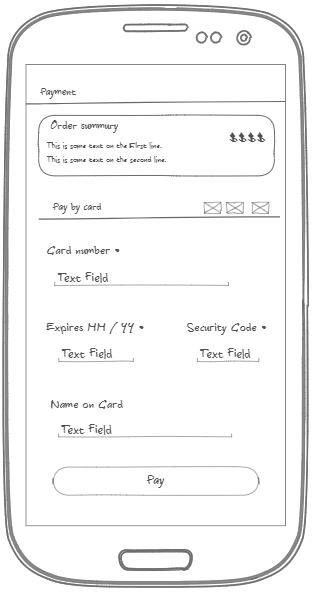 Payment
Order summury
$$$$
This is some text on the First line.
This is some text on the second line.
Pay by card
Card number •
Text Field
Expires MM / YY • Security Code •
Text Field Text Field
Name on Card
Text Field
Pay